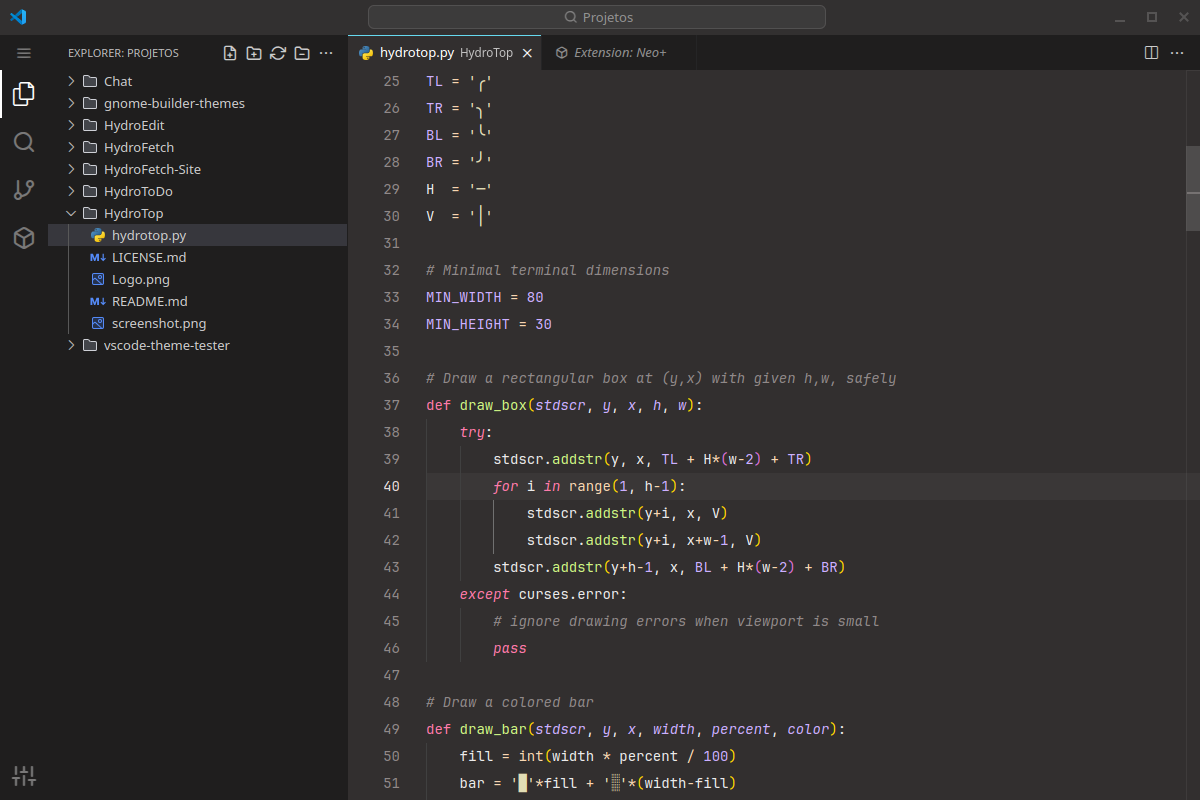 Projetos
EXPLORER: PROJETOS
Chat
gnome-builder-themes
HydroEdit
HydroFetch
HydroFetch-Site
HydroToDo
HydroTop
hydrotop.py
LICENSE.md
Logo.png
README.md
screenshot.png
vscode-theme-tester
hydrotop.py HydroTop
Extension: Neo+
25 TL = '╭'
26 TR = '╮'
27 BL = '╰'
28 BR = '╯'
29 H  = '─'
30 V  = '│'
31
32 # Minimal terminal dimensions
33 MIN_WIDTH = 80
34 MIN_HEIGHT = 30
35
36 # Draw a rectangular box at (y,x) with given h,w, safely
37 def draw_box(stdscr, y, x, h, w):
38     try:
39         stdscr.addstr(y, x, TL + H*(w-2) + TR)
40         for i in range(1, h-1):
41             stdscr.addstr(y+i, x, V)
42             stdscr.addstr(y+i, x+w-1, V)
43         stdscr.addstr(y+h-1, x, BL + H*(w-2) + BR)
44     except curses.error:
45         # ignore drawing errors when viewport is small
46         pass
47
48 # Draw a colored bar
49 def draw_bar(stdscr, y, x, width, percent, color):
50     fill = int(width * percent / 100)
51     bar = '█'*fill + '▒'*(width-fill)